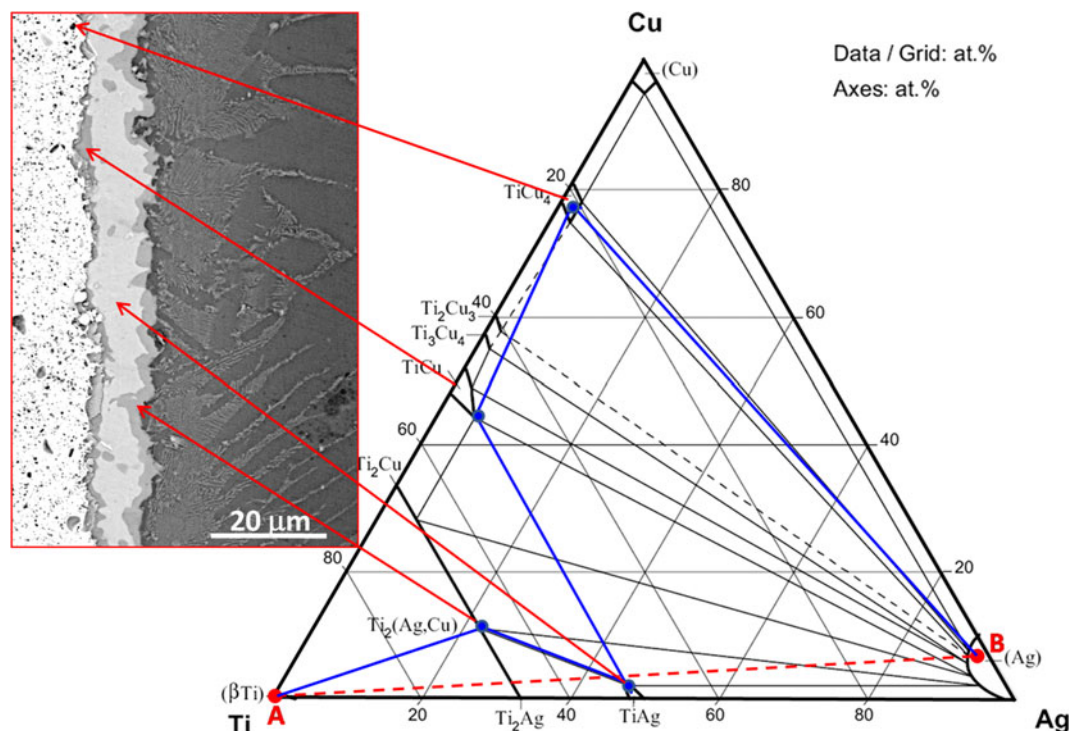 Cu
Data / Grid: at.%
Axes: at.%
(Cu)
20
80
TiCu₄
Ti₂Cu₃
40
60
Ti₃Cu₄
TiCu
60
40
Ti₂Cu
20 μm
80
20
Ti₂(Ag,Cu)
B
(Ag)
(βTi)
A
Ti
20
Ti₂Ag
40
TiAg
60
80
Ag